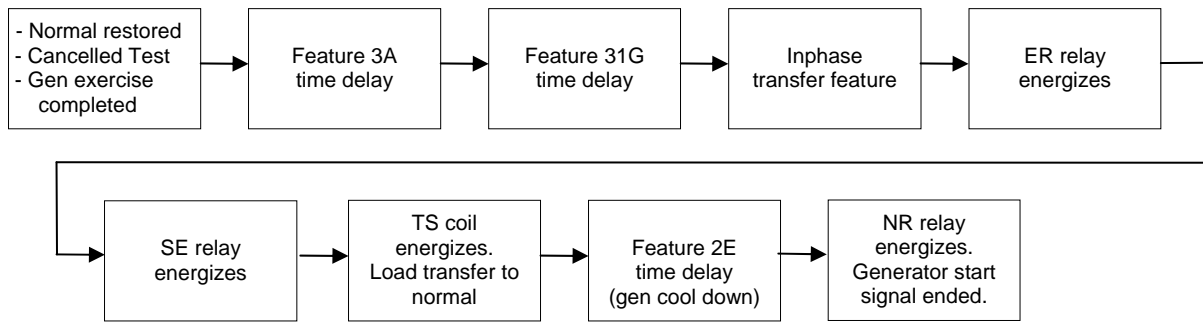 - Normal restored
- Cancelled Test
- Gen exercise
completed
Feature 3A
time delay
Feature 31G
time delay
Inphase
transfer feature
ER relay
energizes
SE relay
energizes
TS coil
energizes.
Load transfer to
normal
Feature 2E
time delay
(gen cool down)
NR relay
energizes.
Generator start
signal ended.